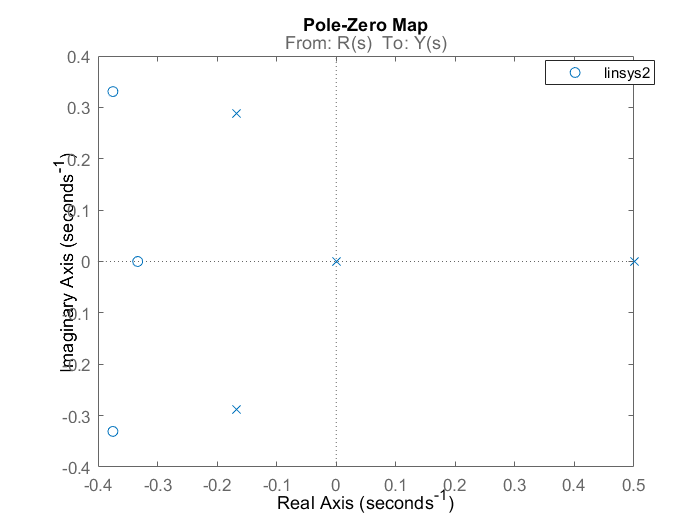 Pole-Zero Map
From: R(s) To: Y(s)
linsys2
0.4
0.3
0.2
0.1
0
-0.1
-0.2
-0.3
-0.4
Imaginary Axis (seconds⁻¹)
-0.4 -0.3 -0.2 -0.1 0 0.1 0.2 0.3 0.4 0.5
Real Axis (seconds⁻¹)